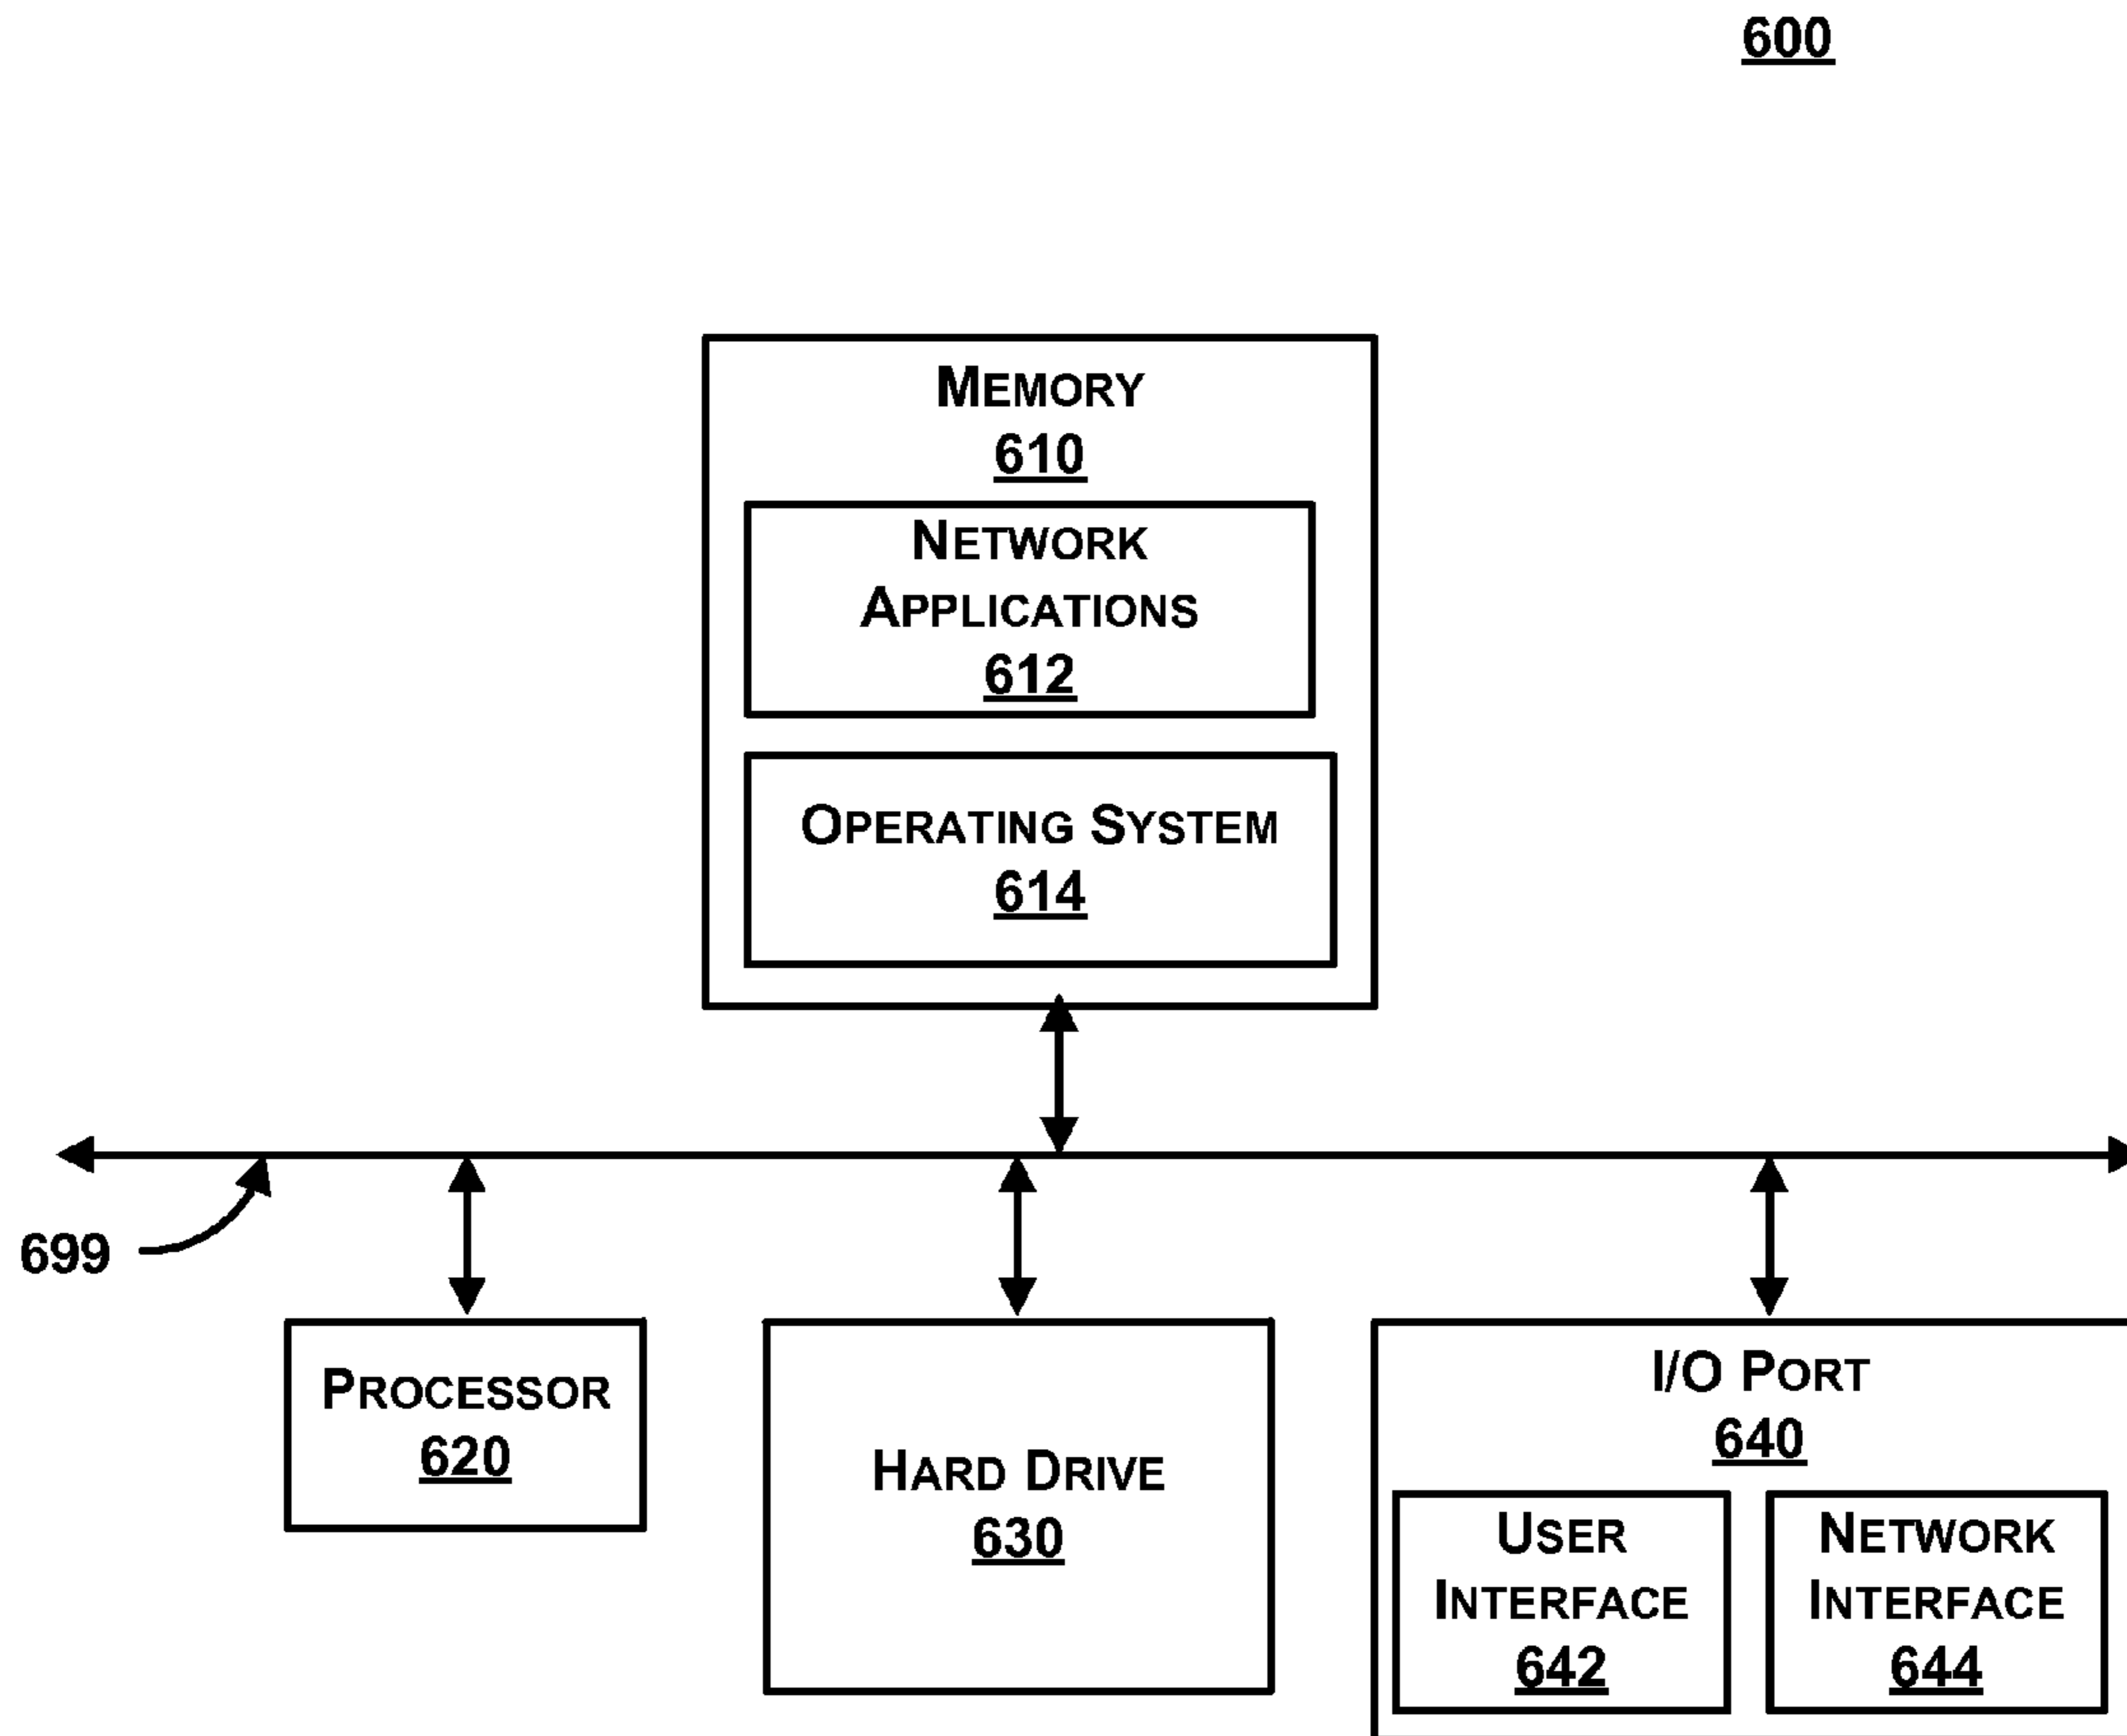 600
MEMORY
610
NETWORK
APPLICATIONS
612
OPERATING SYSTEM
614
699
PROCESSOR
620
HARD DRIVE
630
I/O PORT
640
USER
INTERFACE
642
NETWORK
INTERFACE
644